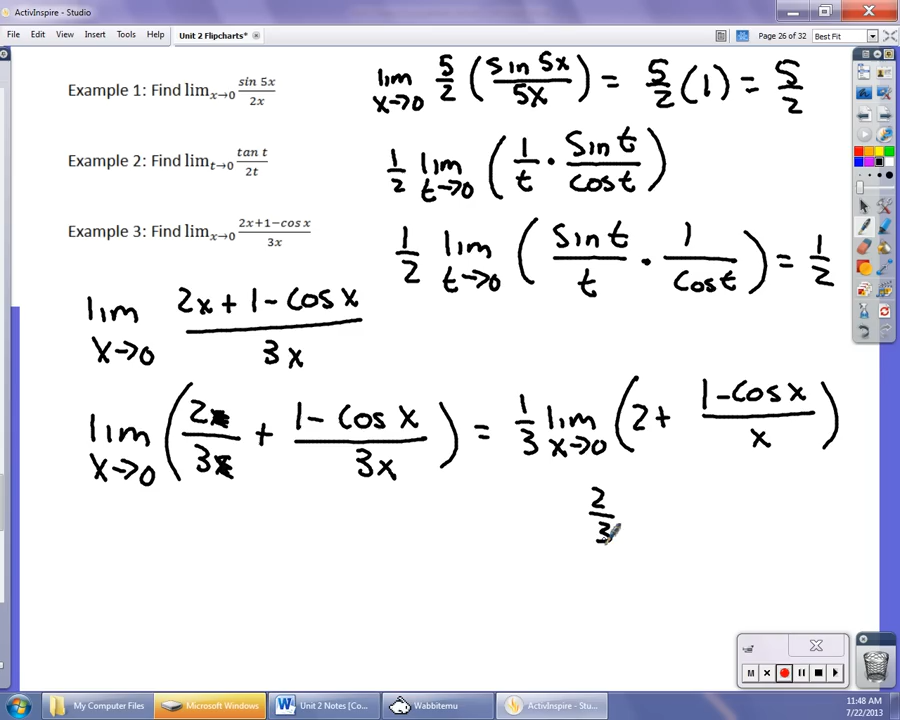 ActivInspire - Studio
File Edit View Insert Tools Help Unit 2 Flipcharts* Page 26 of 32 Best Fit
Example 1: Find lim x→0 sin 5x / 2x
lim x→0 5/2 (sin 5x / 5x) = 5/2 (1) = 5/2
Example 2: Find lim t→0 tan t / 2t
1/2 lim t→0 (1/t · sin t / cos t)
Example 3: Find lim x→0 2x+1−cos x / 3x
1/2 lim t→0 (sin t / t · 1 / cos t) = 1/2
lim x→0 2x + 1 - cos x / 3x
lim x→0 (2x/3x + 1 - cos x / 3x) = 1/3 lim x→0 (2 + 1 - cos x / x)
2/3
M
My Computer Files Microsoft Windows Unit 2 Notes [Co... Wabbitemu ActivInspire - Stu...
11:48 AM
7/22/2013